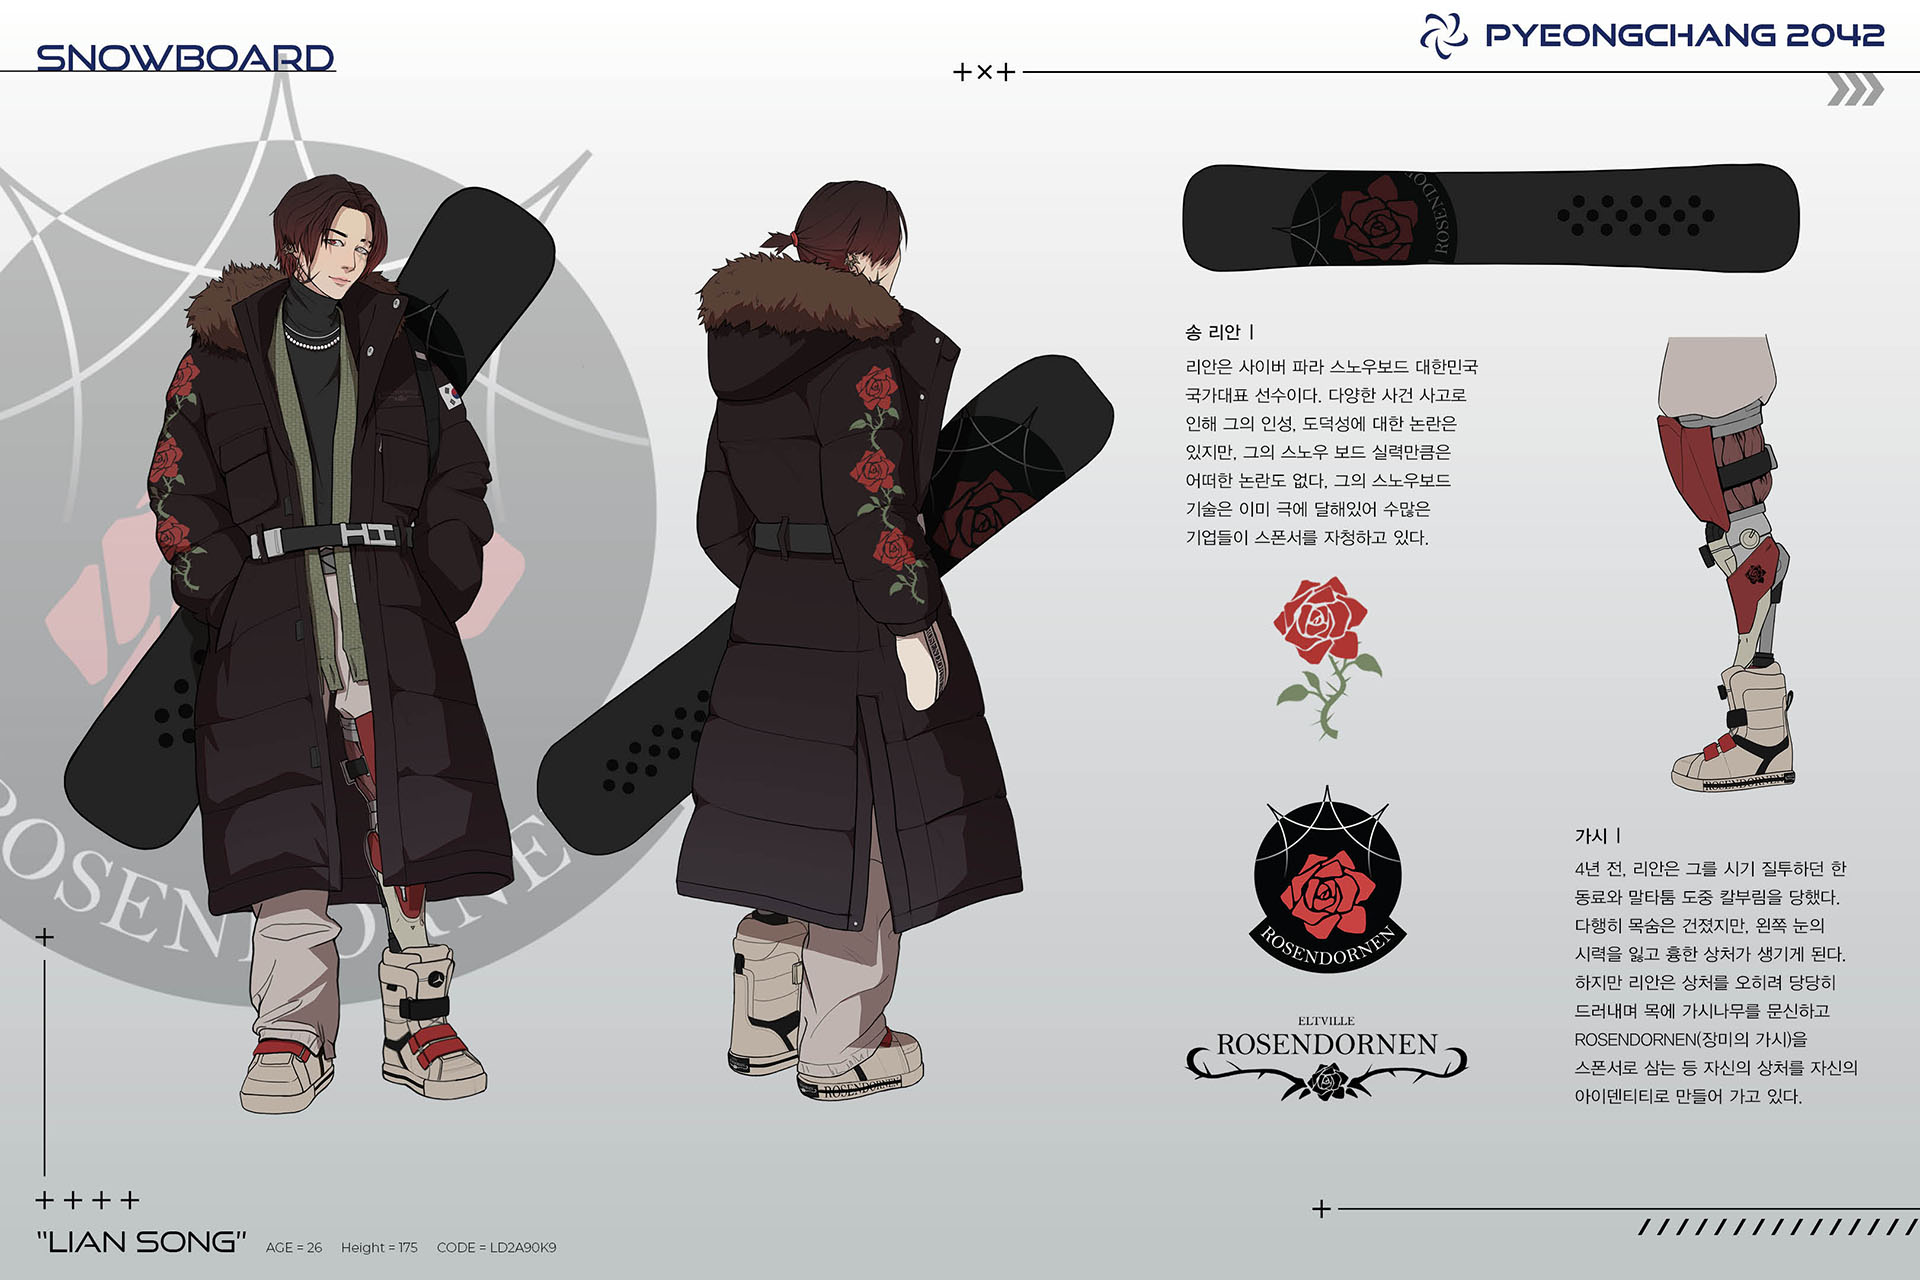 SNOWBOARD
PYEONGCHANG 2042
ROSENDORNE
송 리안 |
리안은 사이버 파라 스노우보드 대한민국
국가대표 선수이다. 다양한 사건 사고로
인해 그의 인성, 도덕성에 대한 논란은
있지만, 그의 스노우 보드 실력만큼은
어떠한 논란도 없다, 그의 스노우보드
기술은 이미 극에 달해있어 수많은
기업들이 스폰서를 자청하고 있다.
ROSENDORNEN
ELTVILLE
ROSENDORNEN
가시 |
4년 전, 리안은 그를 시기 질투하던 한
동료와 말타툼 도중 칼부림을 당했다.
다행히 목숨은 건졌지만, 왼쪽 눈의
시력을 잃고 흉한 상처가 생기게 된다.
하지만 리안은 상처를 오히려 당당히
드러내며 목에 가시나무를 문신하고
ROSENDORNEN(장미의 가시)을
스폰서로 삼는 등 자신의 상처를 자신의
아이덴티티로 만들어 가고 있다.
ROSENDO
ROSENDORNEN
ROSENDORNEN
"LIAN SONG"
AGE = 26 Height = 175 CODE = LD2A90K9